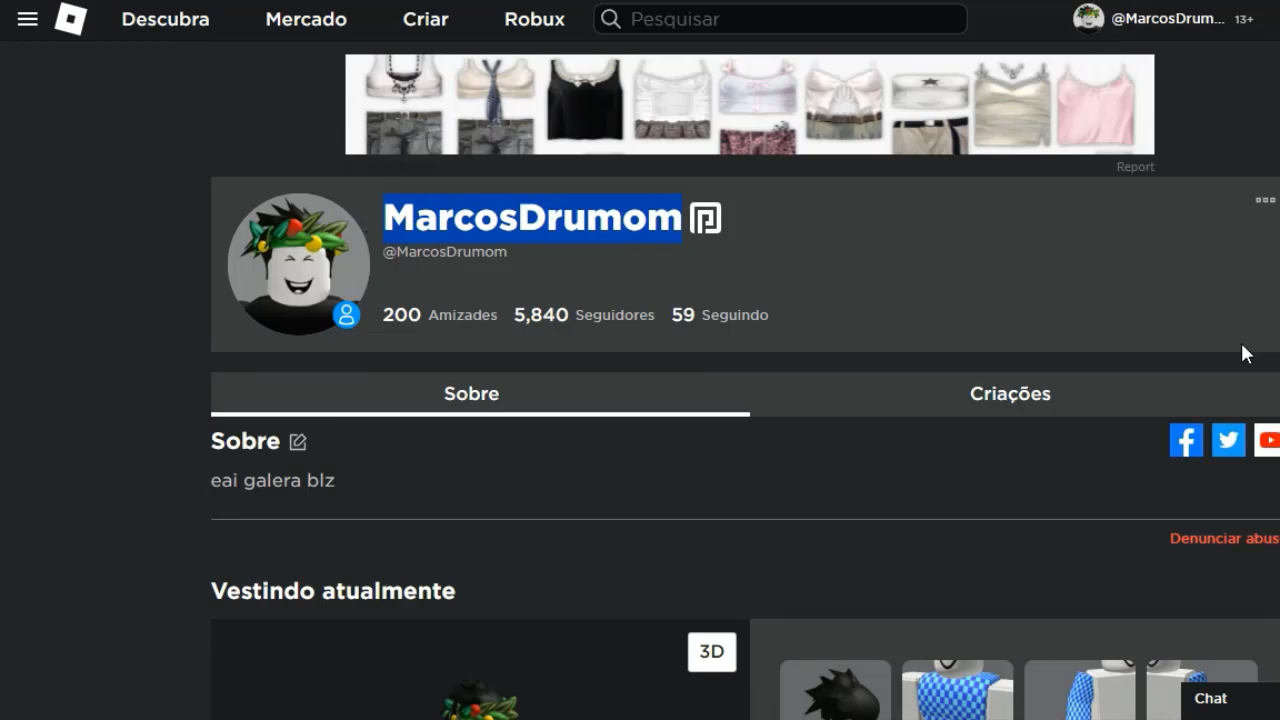 Descubra Mercado Criar Robux Pesquisar @MarcosDrum... 13+
Report
MarcosDrumom
@MarcosDrumom
200 Amizades 5,840 Seguidores 59 Seguindo
Sobre Criações
Sobre
eai galera blz
Denunciar abus
Vestindo atualmente
3D
Chat